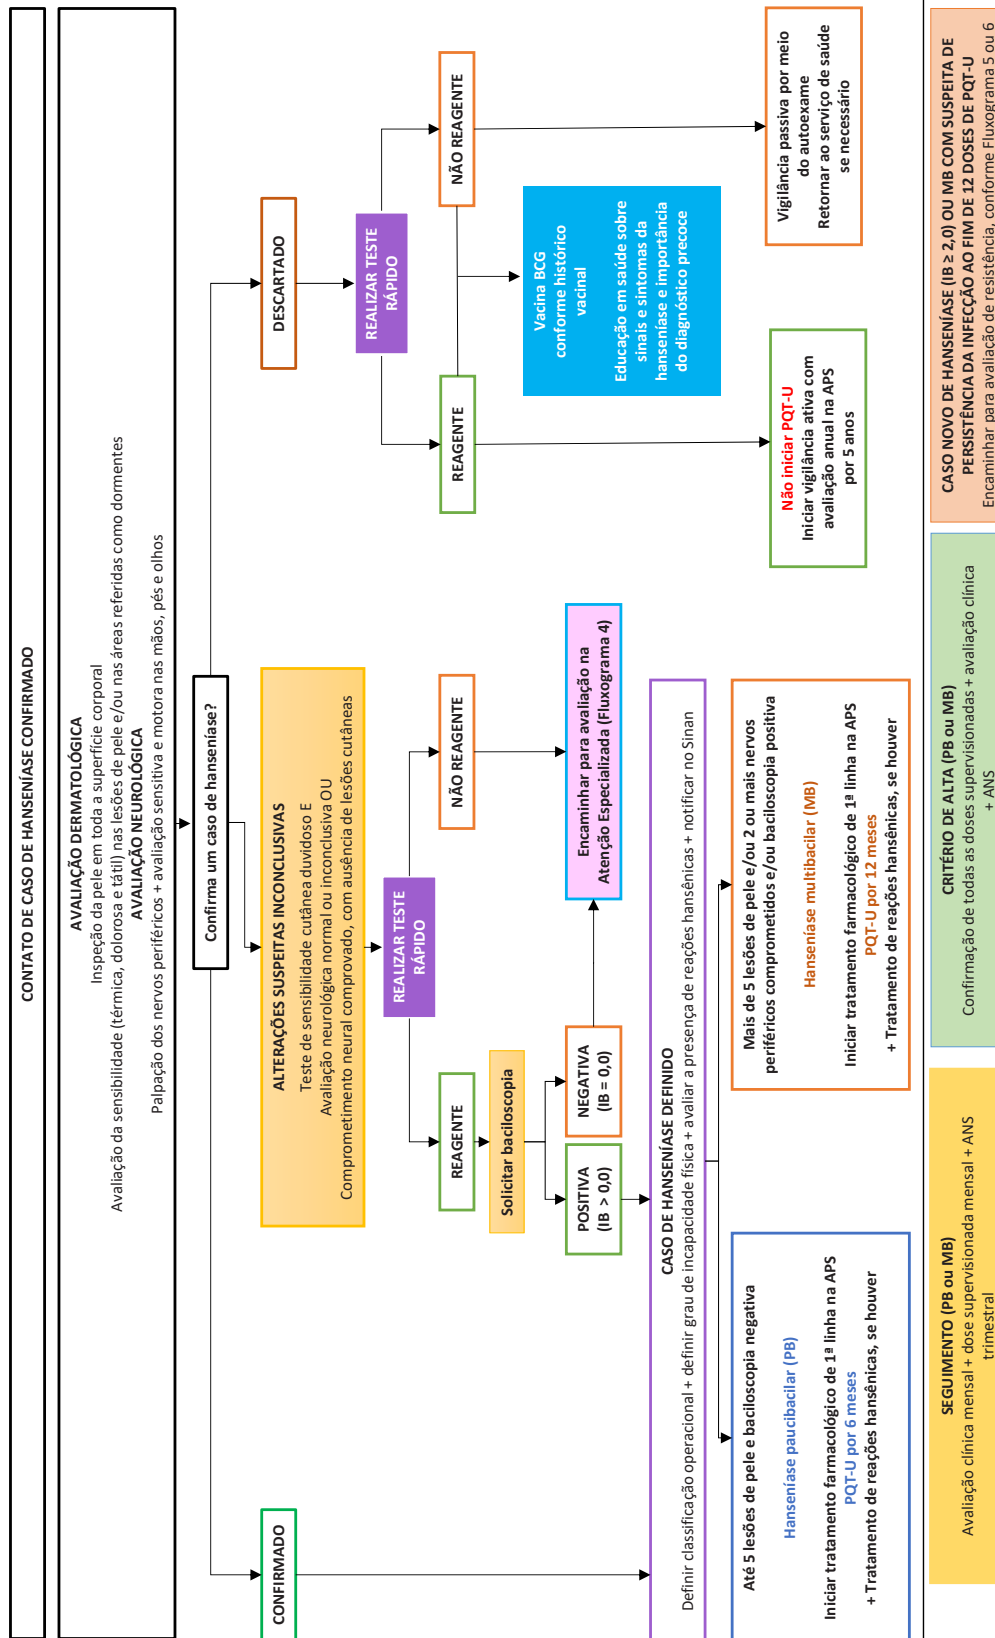 CONTATO DE CASO DE HANSENÍASE CONFIRMADO
AVALIAÇÃO DERMATOLÓGICA
Inspeção da pele em toda a superfície corporal
Avaliação da sensibilidade (térmica, dolorosa e tátil) nas lesões de pele e/ou nas áreas referidas como dormentes
AVALIAÇÃO NEUROLÓGICA
Palpação dos nervos periféricos + avaliação sensitiva e motora nas mãos, pés e olhos
Confirma um caso de hanseníase?
CONFIRMADO
ALTERAÇÕES SUSPEITAS INCONCLUSIVAS
Teste de sensibilidade cutânea duvidoso E
Avaliação neurológica normal ou inconclusiva OU
Comprometimento neural comprovado, com ausência de lesões cutâneas
DESCARTADO
REALIZAR TESTE
RÁPIDO
REAGENTE
NÃO REAGENTE
Solicitar baciloscopia
POSITIVA
(IB > 0,0)
NEGATIVA
(IB = 0,0)
Encaminhar para avaliação na
Atenção Especializada (Fluxograma 4)
REALIZAR TESTE
RÁPIDO
REAGENTE
NÃO REAGENTE
Vacina BCG
conforme histórico
vacinal
Educação em saúde sobre
sinais e sintomas da
hanseníase e importância
do diagnóstico precoce
Não iniciar PQT-U
Iniciar vigilância ativa com
avaliação anual na APS
por 5 anos
Vigilância passiva por meio
do autoexame
Retornar ao serviço de saúde
se necessário
CASO DE HANSENÍASE DEFINIDO
Definir classificação operacional + definir grau de incapacidade física + avaliar a presença de reações hansênicas + notificar no Sinan
Até 5 lesões de pele e baciloscopia negativa
Hanseníase paucibacilar (PB)
Iniciar tratamento farmacológico de 1ª linha na APS
PQT-U por 6 meses
+ Tratamento de reações hansênicas, se houver
Mais de 5 lesões de pele e/ou 2 ou mais nervos
periféricos comprometidos e/ou baciloscopia positiva
Hanseníase multibacilar (MB)
Iniciar tratamento farmacológico de 1ª linha na APS
PQT-U por 12 meses
+ Tratamento de reações hansênicas, se houver
SEGUIMENTO (PB ou MB)
Avaliação clínica mensal + dose supervisionada mensal + ANS
trimestral
CRITÉRIO DE ALTA (PB ou MB)
Confirmação de todas as doses supervisionadas + avaliação clínica
+ ANS
CASO NOVO DE HANSENÍASE (IB ≥ 2,0) OU MB COM SUSPEITA DE
PERSISTÊNCIA DA INFECÇÃO AO FIM DE 12 DOSES DE PQT-U
Encaminhar para avaliação de resistência, conforme Fluxograma 5 ou 6